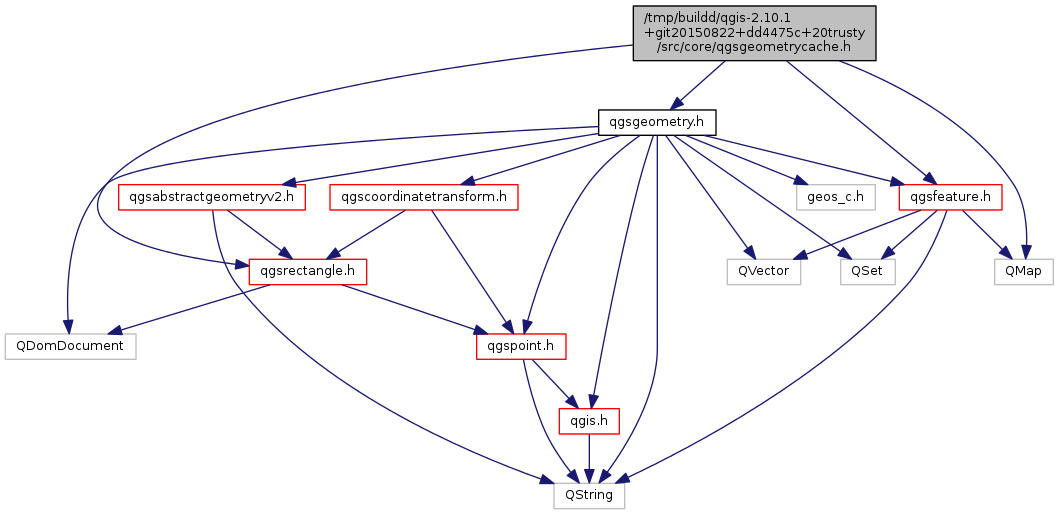 /tmp/buildd/qgis-2.10.1
+git20150822+dd4475c+20trusty
/src/core/qgsgeometrycache.h
qgsgeometry.h
qgsabstractgeometryv2.h
qgscoordinatetransform.h
geos_c.h
qgsfeature.h
qgsrectangle.h
QVector
QSet
QMap
QDomDocument
qgspoint.h
qgis.h
QString